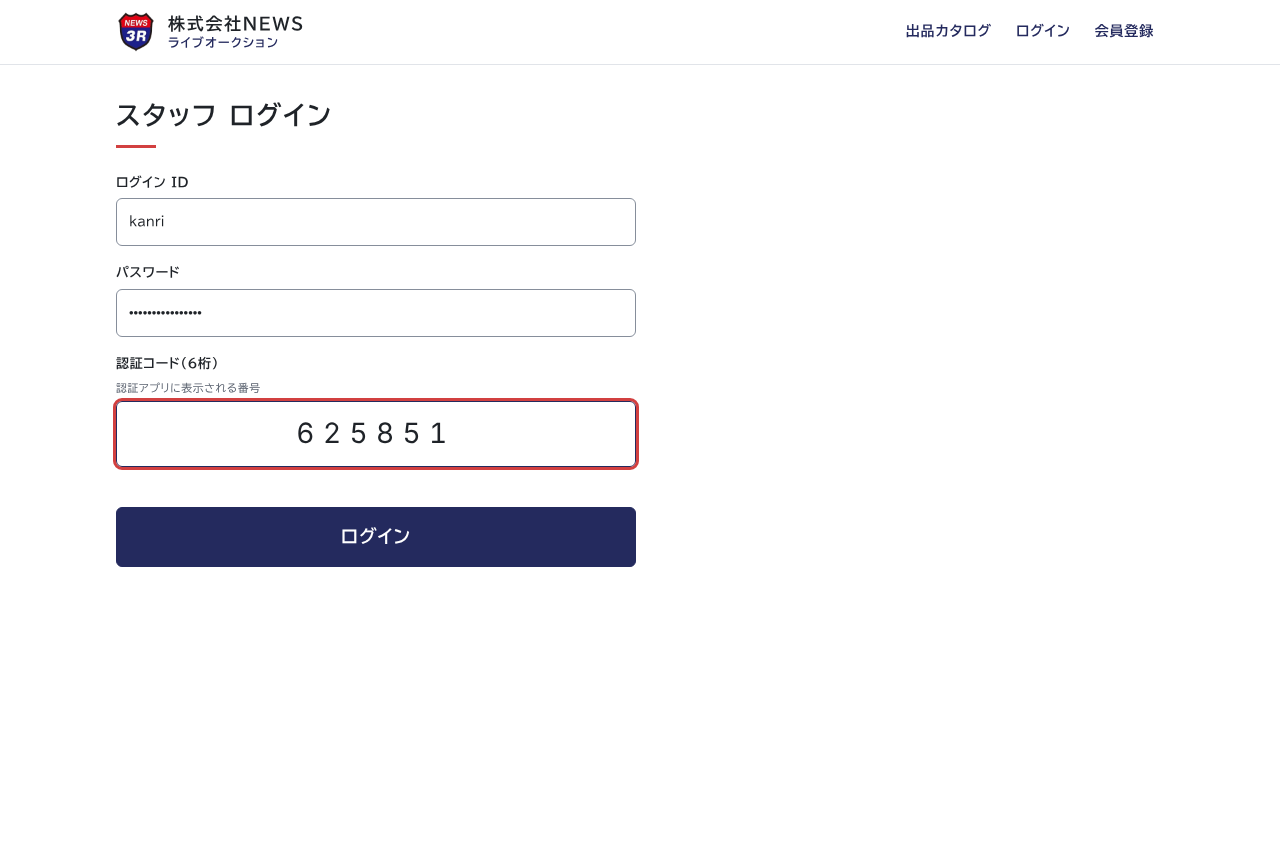 NEWS
3R
株式会社NEWS
ライブオークション
出品カタログ ログイン 会員登録
スタッフ ログイン
ログイン ID
kanri
パスワード
••••••••••••••••
認証コード(6桁)
認証アプリに表示される番号
625851
ログイン